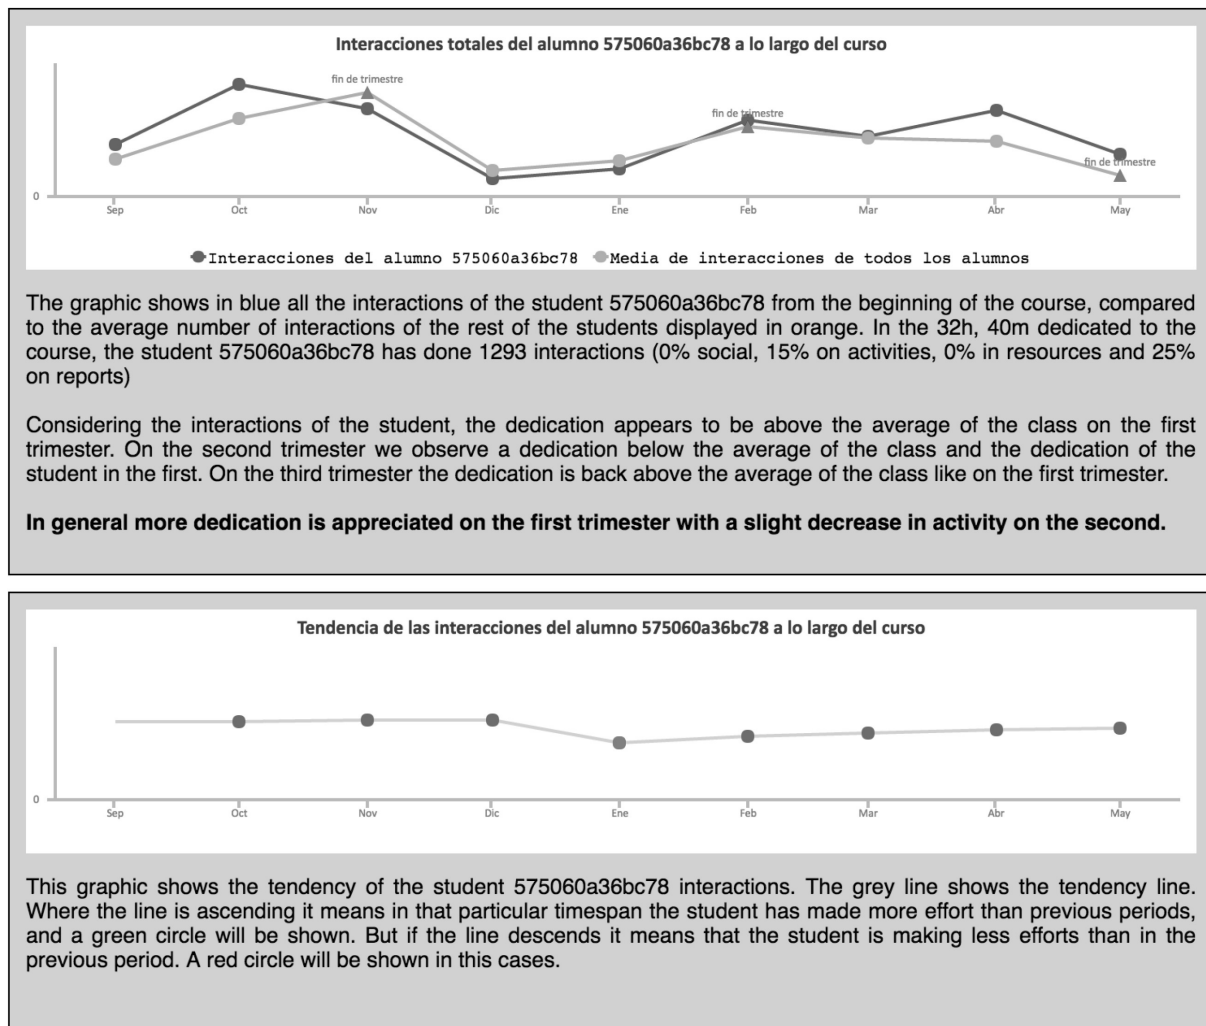 Interacciones totales del alumno 575060a36bc78 a lo largo del curso
fin de trimestre
fin de trimestre
fin de trimestre
0
Sep Oct Nov Dic Ene Feb Mar Abr May
Interacciones del alumno 575060a36bc78 Media de interacciones de todos los alumnos
The graphic shows in blue all the interactions of the student 575060a36bc78 from the beginning of the course, compared
to the average number of interactions of the rest of the students displayed in orange. In the 32h, 40m dedicated to the
course, the student 575060a36bc78 has done 1293 interactions (0% social, 15% on activities, 0% in resources and 25%
on reports)
Considering the interactions of the student, the dedication appears to be above the average of the class on the first
trimester. On the second trimester we observe a dedication below the average of the class and the dedication of the
student in the first. On the third trimester the dedication is back above the average of the class like on the first trimester.
In general more dedication is appreciated on the first trimester with a slight decrease in activity on the second.
Tendencia de las interacciones del alumno 575060a36bc78 a lo largo del curso
0
Sep Oct Nov Dic Ene Feb Mar Abr May
This graphic shows the tendency of the student 575060a36bc78 interactions. The grey line shows the tendency line.
Where the line is ascending it means in that particular timespan the student has made more effort than previous periods,
and a green circle will be shown. But if the line descends it means that the student is making less efforts than in the
previous period. A red circle will be shown in this cases.